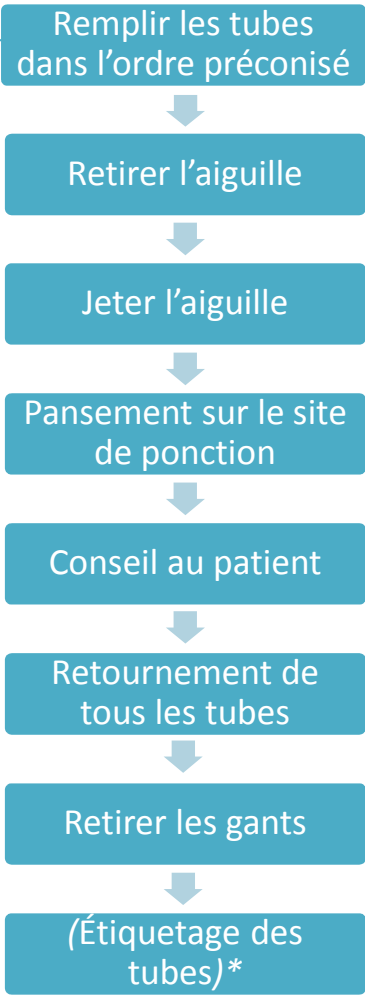 Remplir les tubes
dans l'ordre préconisé
Retirer l'aiguille
Jeter l'aiguille
Pansement sur le site
de ponction
Conseil au patient
Retournement de
tous les tubes
Retirer les gants
(Étiquetage des
tubes)*